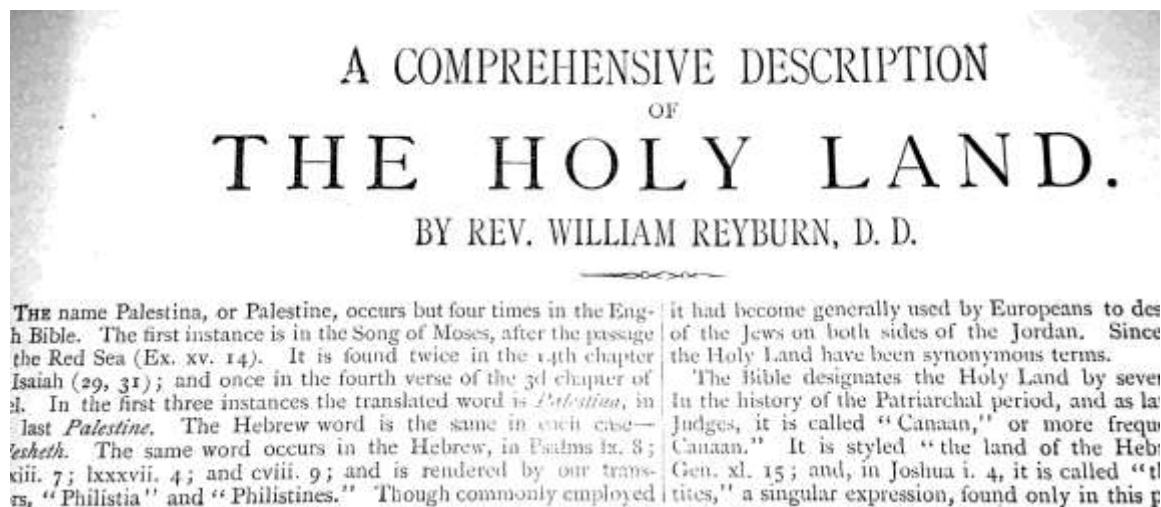 A COMPREHENSIVE DESCRIPTION
OF
THE HOLY LAND.
BY REV. WILLIAM REYBURN, D. D.
THE name Palestina, or Palestine, occurs but four times in the Eng-
h Bible. The first instance is in the Song of Moses, after the passage
the Red Sea (Ex. xv. 14). It is found twice in the 14th chapter
Isaiah (29, 31); and once in the fourth verse of the 3d chapter of
el. In the first three instances the translated word is Palestina, in
last Palestine. The Hebrew word is the same in each case—
lesheth. The same word occurs in the Hebrew, in Psalms lx. 8;
xiii. 7; lxxxvii. 4; and cviii. 9; and is rendered by our trans-
rs, "Philistia" and "Philistines." Though commonly employed
it had become generally used by Europeans to des
of the Jews on both sides of the Jordan. Since
the Holy Land have been synonymous terms.
The Bible designates the Holy Land by sever
In the history of the Patriarchal period, and as la
Judges, it is called "Canaan," or more freque
Canaan." It is styled "the land of the Heb
Gen. xl. 15; and, in Joshua i. 4, it is called "t
tites," a singular expression, found only in this p